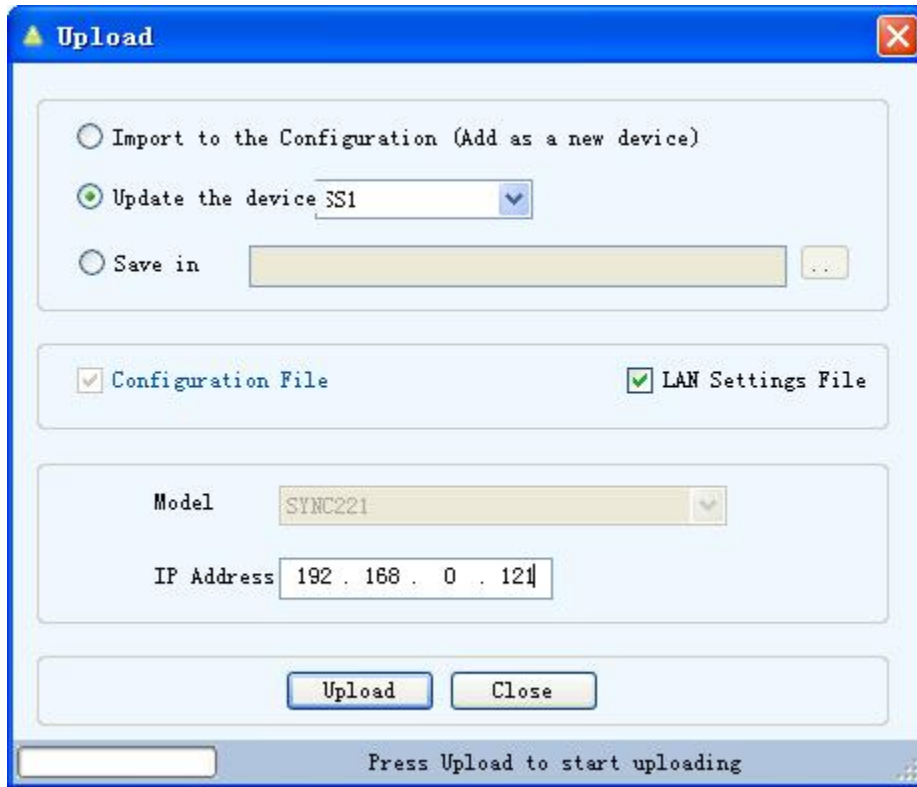 Upload
Import to the Configuration (Add as a new device)
Update the device SS1
Save in ..
Configuration File LAN Settings File
Model SYNC221
IP Address 192 . 168 . 0 . 121
Upload Close
Press Upload to start uploading